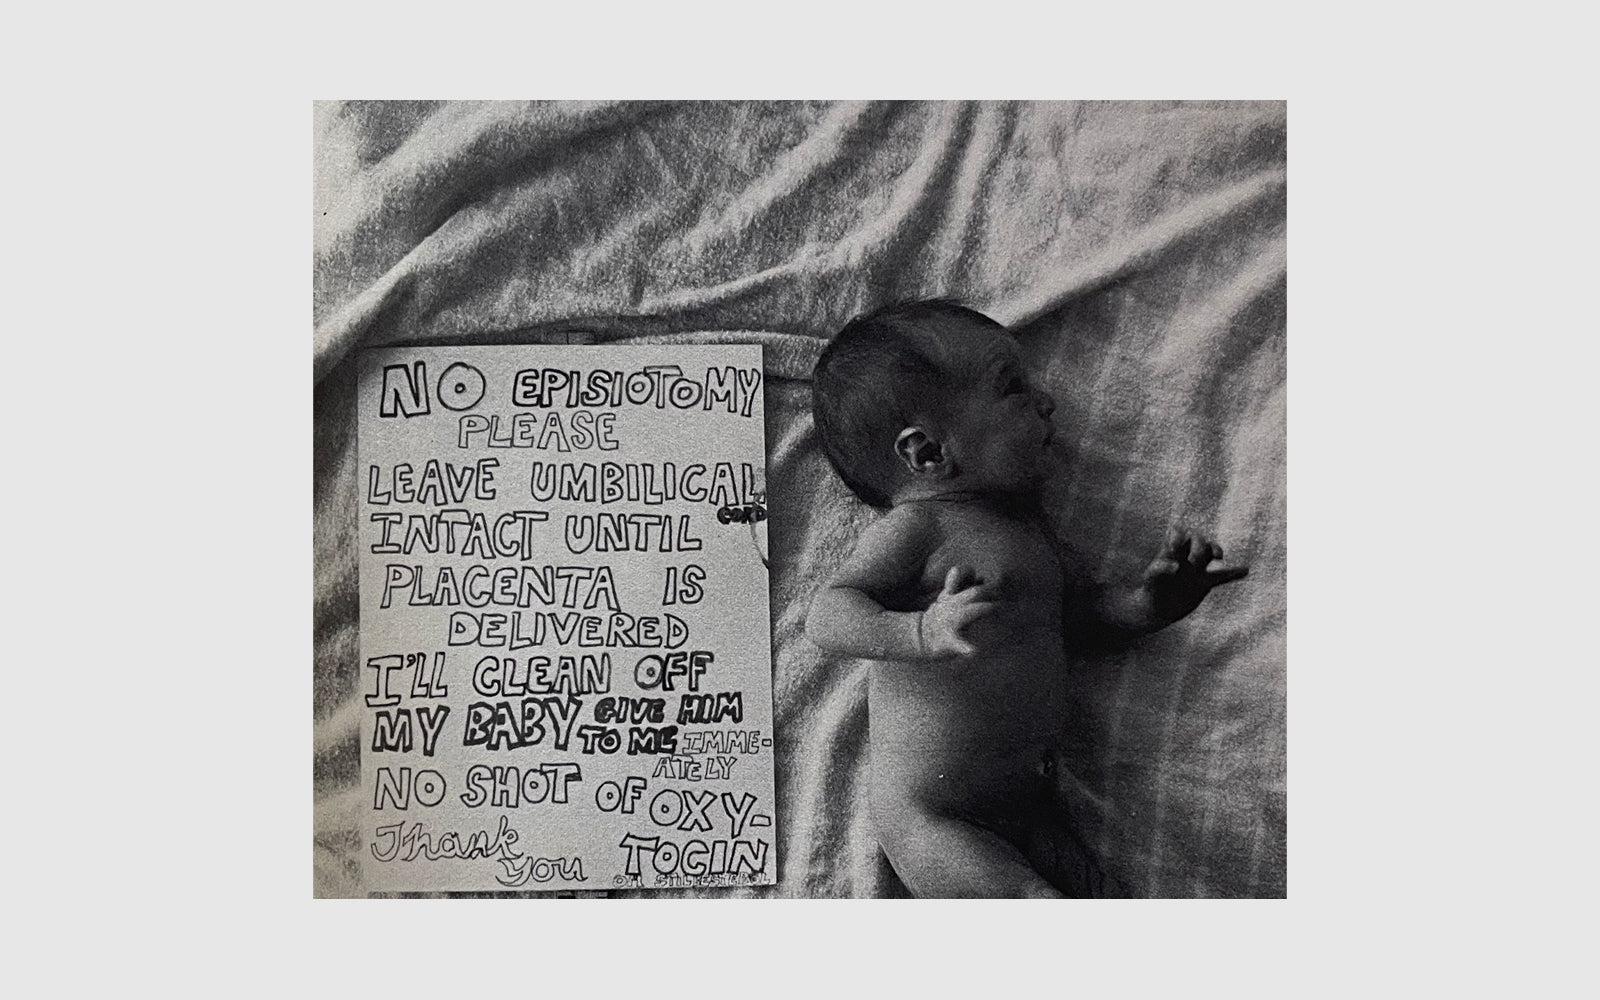 NO EPISIOTOMY
PLEASE
LEAVE UMBILICAL
CORD
INTACT UNTIL
PLACENTA IS
DELIVERED
I'LL CLEAN OFF
MY BABY GIVE HIM
TO ME IMME-
ATELY
NO SHOT OF OXY-
TOCIN
Thank
you
OR